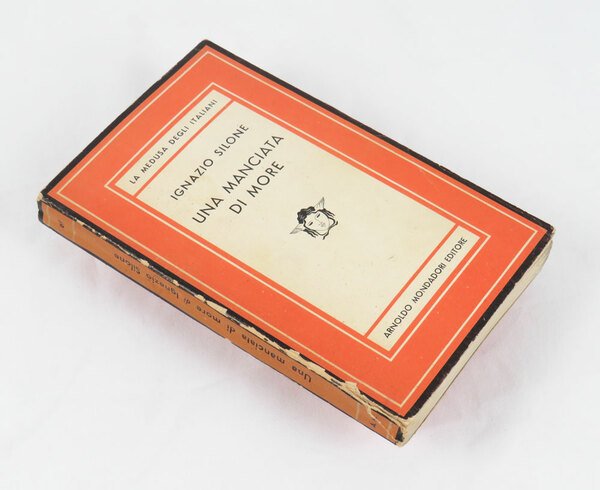 LA MEDUSA DEGLI ITALIANI
IGNAZIO SILONE
UNA MANCIATA
DI MORE
ARNOLDO MONDADORI EDITORE
Una manciata di more di Ignazio Silone